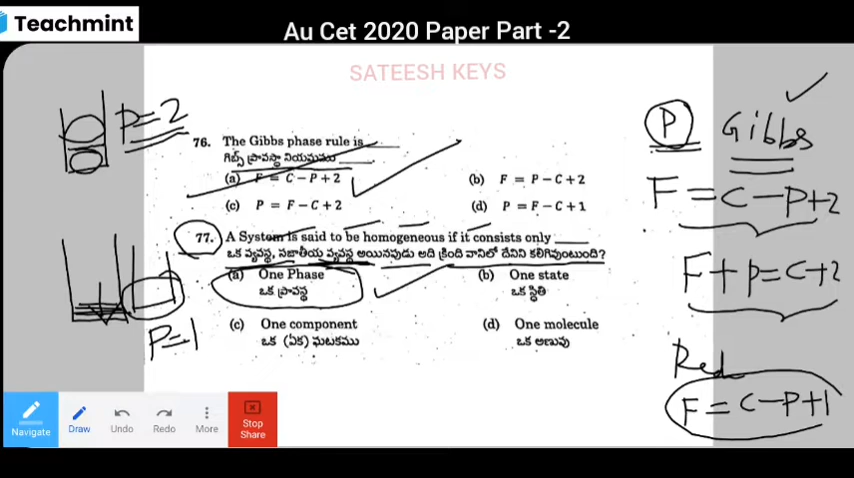 Teachmint
Au Cet 2020 Paper Part -2
SATEESH KEYS
P=2
76. The Gibbs phase rule is
గిబ్స్ ప్రావస్థా నియమము
(a) F = C − P + 2
(b) F = P − C + 2
(c) P = F − C + 2
(d) P = F − C + 1
77. A System is said to be homogeneous if it consists only
ఒక వ్యవస్థ, సజాతీయ వ్యవస్థ అయినపుడు అది క్రింది వానిలో దేనిని కలిగివుంటుంది?
(a) One Phase
ఒక ప్రావస్థ
(b) One state
ఒక స్థితి
(c) One component
ఒక (ఏక) ఘటకము
(d) One molecule
ఒక అణువు
P=1
P
Gibbs
F = C − P + 2
F + P = C + 2
Red
F = C − P + 1
Navigate
Draw
Undo
Redo
More
Stop
Share